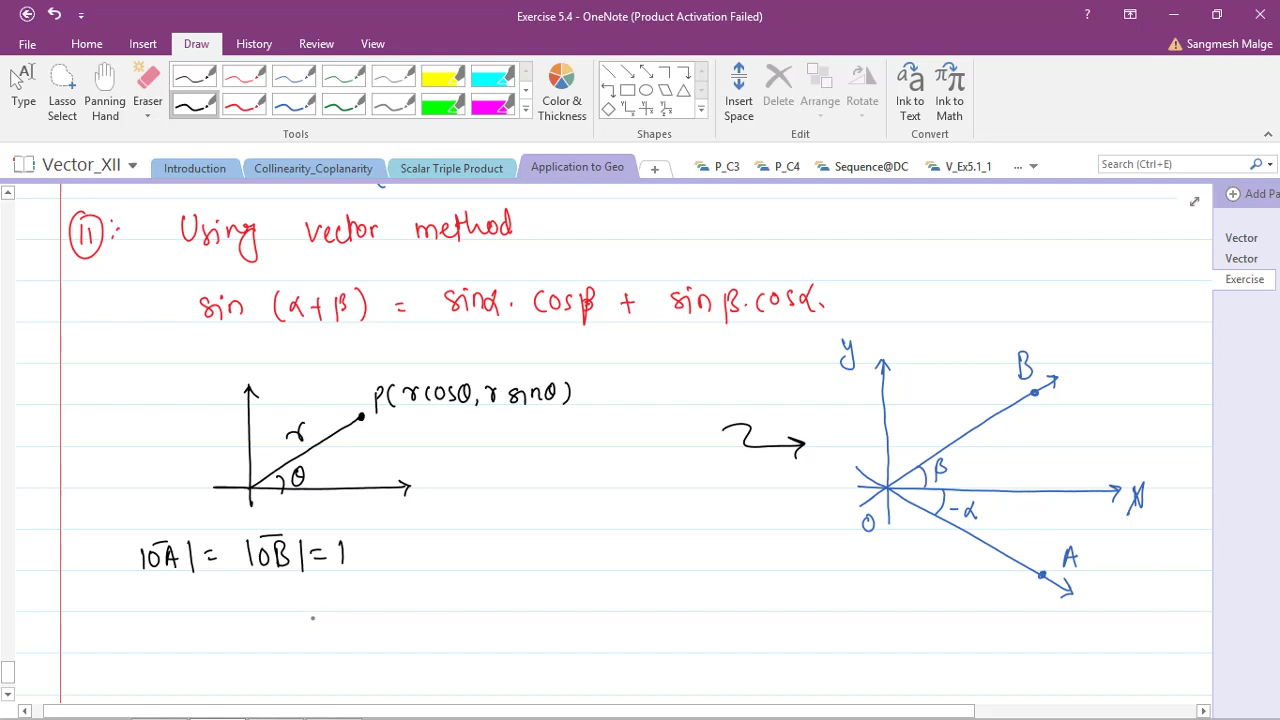 Exercise 5.4 - OneNote (Product Activation Failed)
?
Sangmesh Malge
File Home Insert Draw History Review View
Type
Lasso Select
Panning Hand
Eraser
Color & Thickness
Insert Space
Delete
Arrange
Rotate
Ink to Text
Ink to Math
Tools
Shapes
Edit
Convert
Vector_XII
Introduction
Collinearity_Coplanarity
Scalar Triple Product
Application to Geo
+
P_C3
P_C4
Sequence@DC
V_Ex5.1_1
...
Search (Ctrl+E)
Add Pa
Vector
Vector
Exercise
11 : Using vector method
sin (α+β) = sinα . cosβ + sinβ . cosα.
P(r cosθ, r sinθ)
r
θ
y
B
β
-α
X
O
A
|O̅A̅| = |O̅B̅| = 1